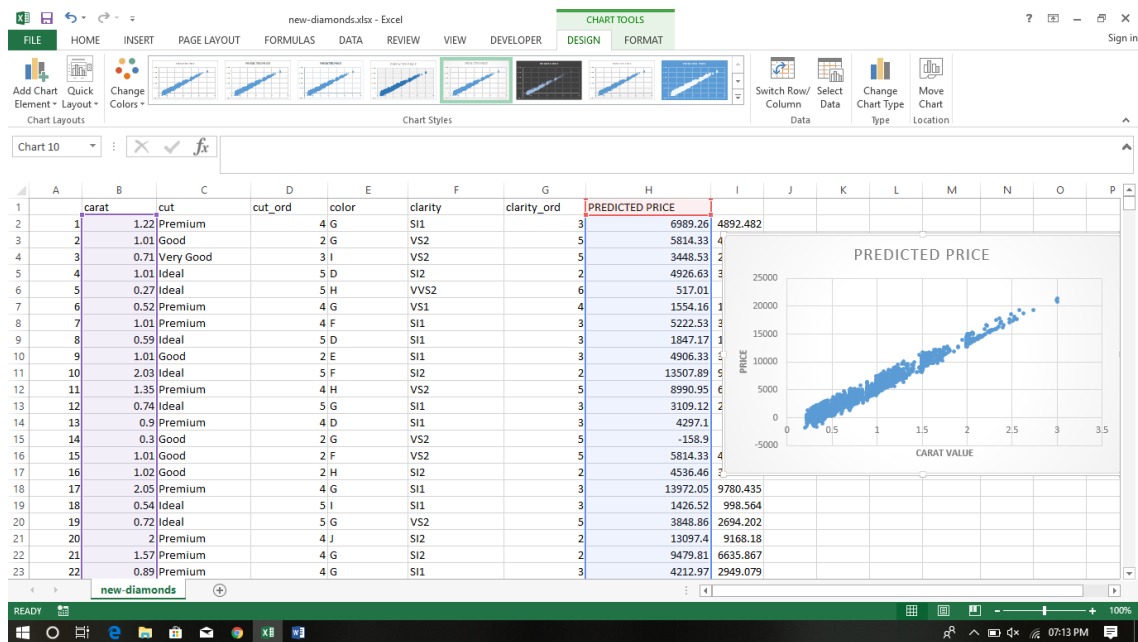 new-diamonds.xlsx - Excel
CHART TOOLS
?
FILE HOME INSERT PAGE LAYOUT FORMULAS DATA REVIEW VIEW DEVELOPER DESIGN FORMAT Sign in
Add Chart Element Quick Layout Change Colors Switch Row/ Column Select Data Change Chart Type Move Chart
Chart Layouts Chart Styles Data Type Location
Chart 10 fx
A B C D E F G H I J K L M N O P
1 carat cut cut_ord color clarity clarity_ord PREDICTED PRICE
2 1 1.22 Premium 4 G SI1 3 6989.26 4892.482
3 2 1.01 Good 2 G VS2 5 5814.33 4
4 3 0.71 Very Good 3 I VS2 5 3448.53 2
5 4 1.01 Ideal 5 D SI2 2 4926.63 3
6 5 0.27 Ideal 5 H VVS2 6 517.01
7 6 0.52 Premium 4 G VS1 4 1554.16 1
8 7 1.01 Premium 4 F SI1 3 5222.53 3
9 8 0.59 Ideal 5 D SI1 3 1847.17 1
10 9 1.01 Good 2 E SI1 3 4906.33 3
11 10 2.03 Ideal 5 F SI2 2 13507.89 9
12 11 1.35 Premium 4 H VS2 5 8990.95 6
13 12 0.74 Ideal 5 G SI1 3 3109.12 2
14 13 0.9 Premium 4 D SI1 3 4297.1
15 14 0.3 Good 2 G VS2 5 -158.9
16 15 1.01 Good 2 F VS2 5 5814.33 4
17 16 1.02 Good 2 H SI2 2 4536.46 3
18 17 2.05 Premium 4 G SI1 3 13972.05 9780.435
19 18 0.54 Ideal 5 I SI1 3 1426.52 998.564
20 19 0.72 Ideal 5 G VS2 5 3848.86 2694.202
21 20 2 Premium 4 J SI2 2 13097.4 9168.18
22 21 1.57 Premium 4 G SI2 2 9479.81 6635.867
23 22 0.89 Premium 4 G SI1 3 4212.97 2949.079
PREDICTED PRICE
25000
20000
15000
10000
5000
0
-5000
PRICE
0 0.5 1 1.5 2 2.5 3 3.5
CARAT VALUE
new-diamonds
READY 100%
07:13 PM